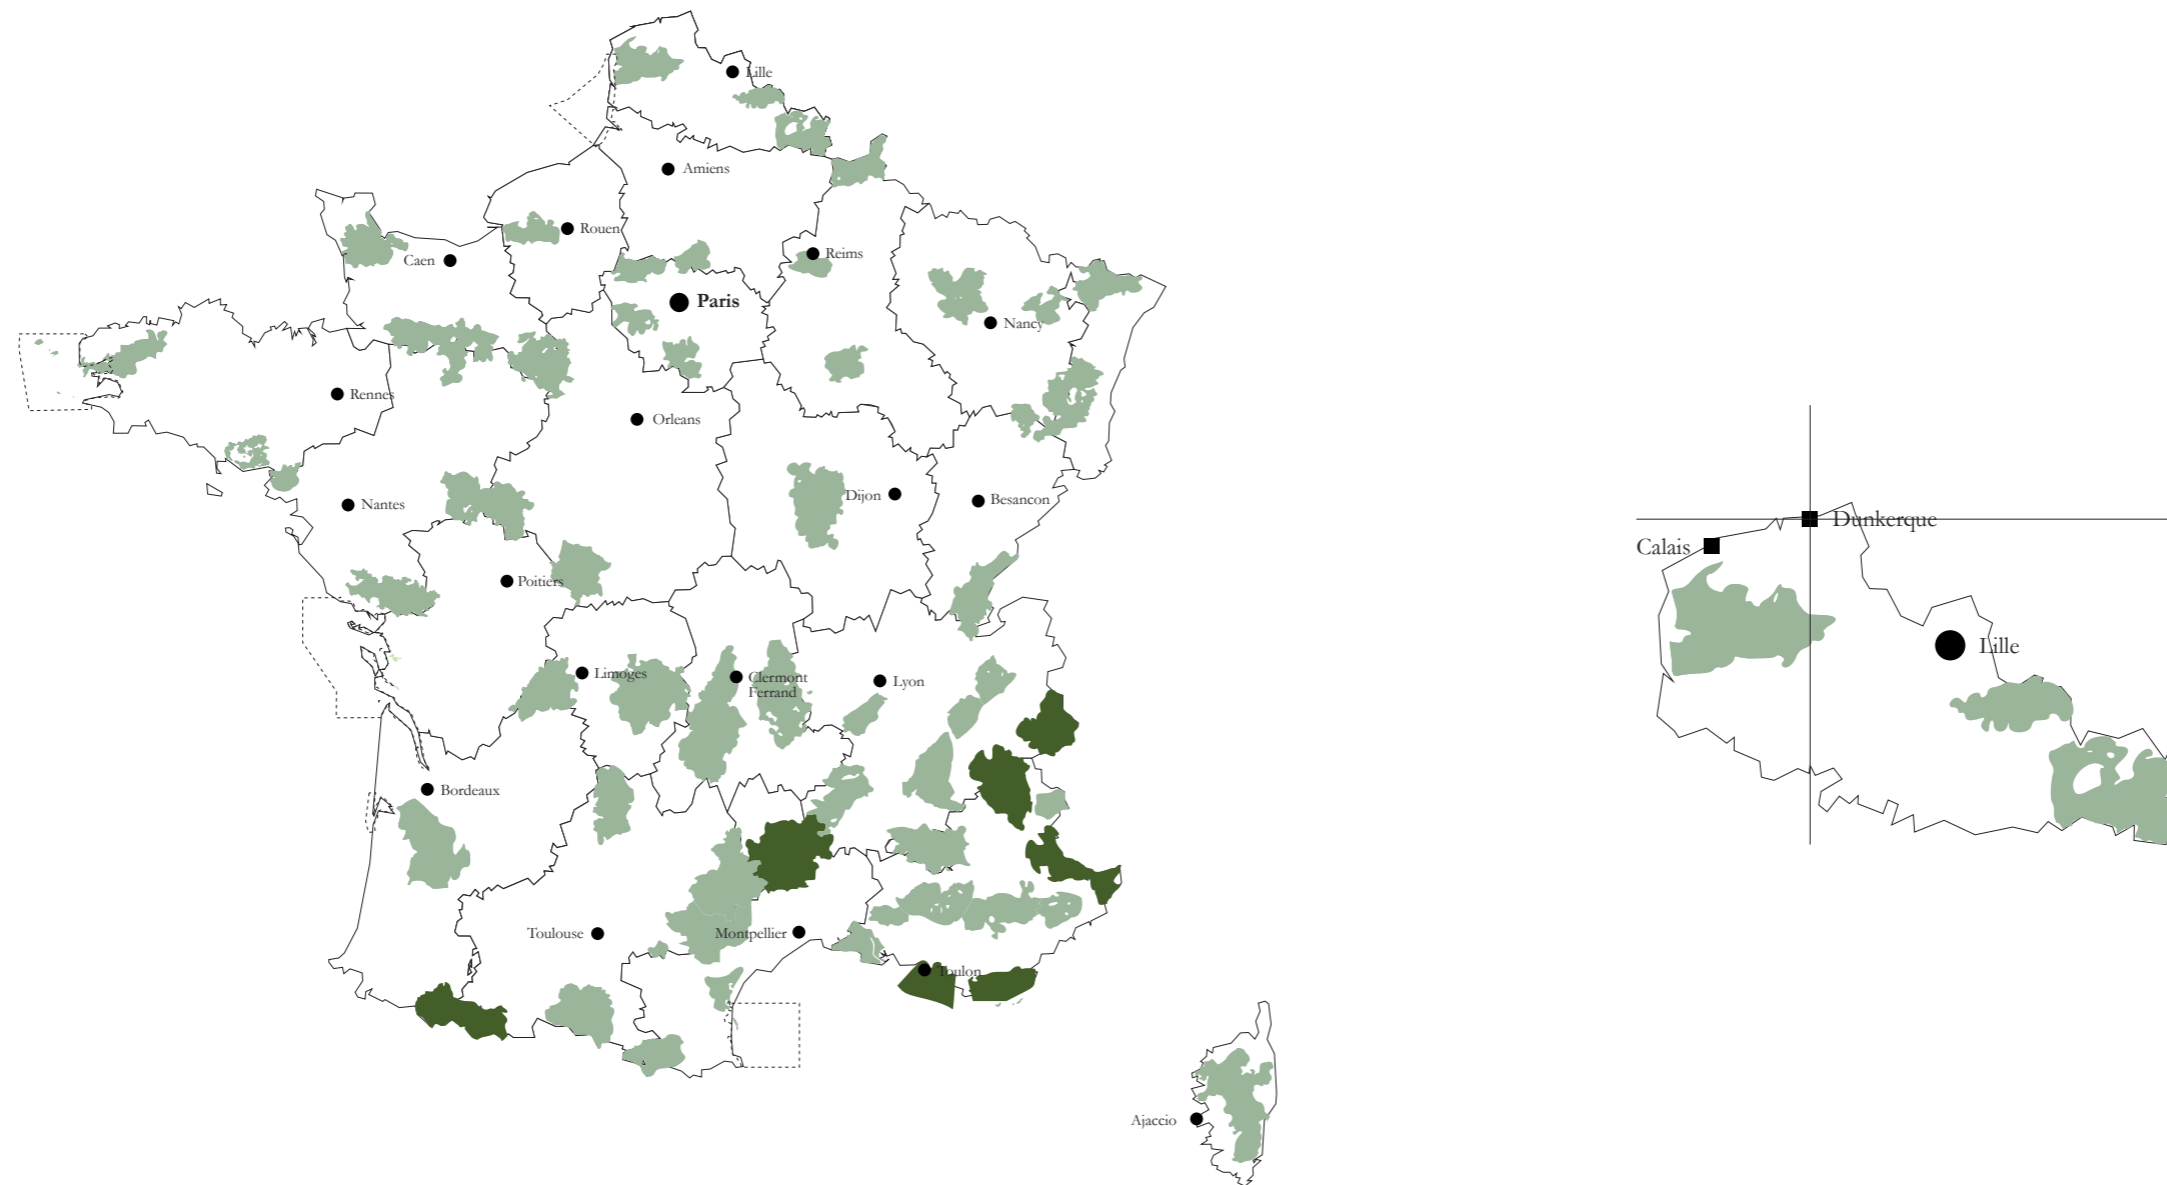 Lille
Amiens
Rouen
Reims
Caen
Paris
Nancy
Rennes
Orleans
Dijon
Besancon
Nantes
Poitiers
Limoges
Clermont
Ferrand
Lyon
Bordeaux
Toulouse
Montpellier
Toulon
Ajaccio
Dunkerque
Calais
Lille